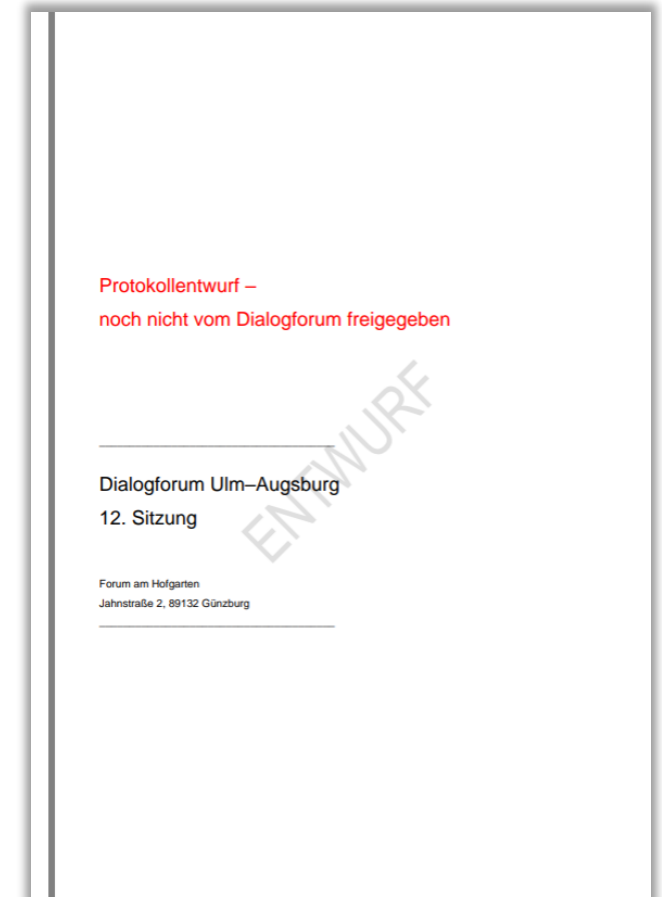 Protokollentwurf –
noch nicht vom Dialogforum freigegeben
ENTWURF
Dialogforum Ulm–Augsburg
12. Sitzung
Forum am Hofgarten
Jahnstraße 2, 89132 Günzburg